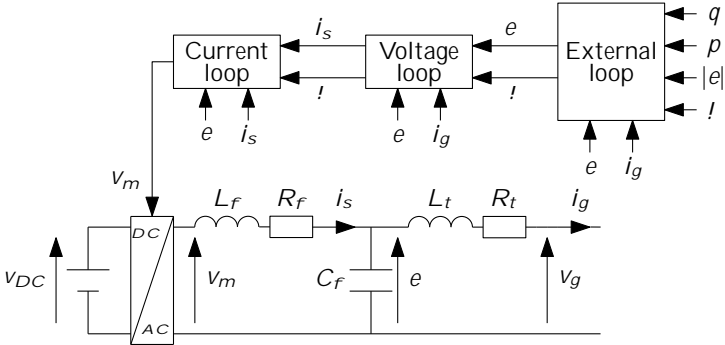 i_s e q
Current loop Voltage loop External loop p
! ! |e|
!
e i_s e i_g e i_g
v_m
L_f R_f i_s L_t R_t i_g
DC
v_DC v_m C_f e v_g
AC